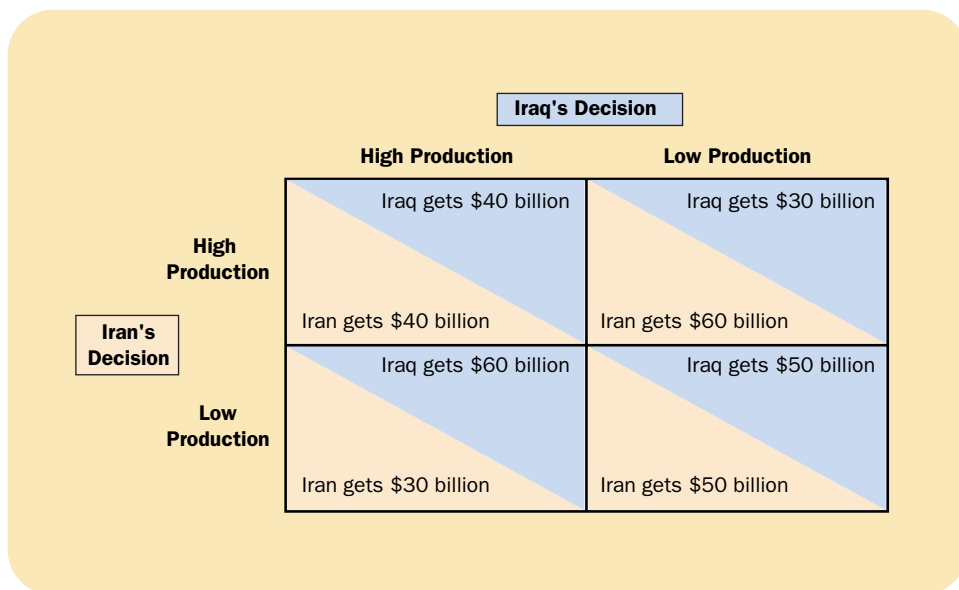 Iraq's Decision
High Production
Low Production
Iraq gets $40 billion
Iraq gets $30 billion
High
Production
Iran gets $40 billion
Iran gets $60 billion
Iran's
Decision
Iraq gets $60 billion
Iraq gets $50 billion
Low
Production
Iran gets $30 billion
Iran gets $50 billion